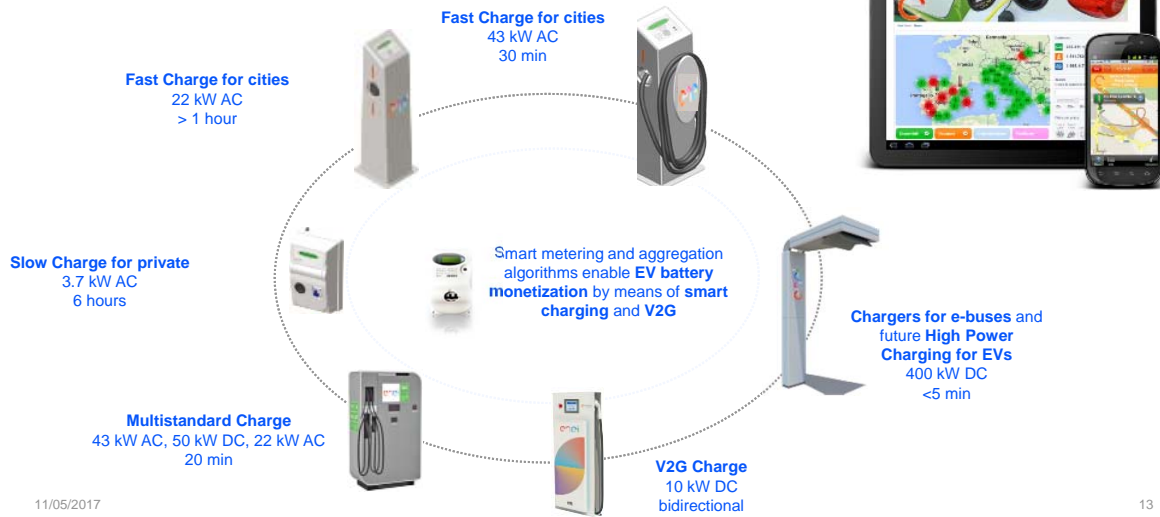 Fast Charge for cities
43 kW AC
30 min
Fast Charge for cities
22 kW AC
> 1 hour
Slow Charge for private
3.7 kW AC
6 hours
Smart metering and aggregation
algorithms enable EV battery
monetization by means of smart
charging and V2G
Chargers for e-buses and
future High Power
Charging for EVs
400 kW DC
<5 min
Multistandard Charge
43 kW AC, 50 kW DC, 22 kW AC
20 min
enel
enel
V2G Charge
10 kW DC
bidirectional
11/05/2017
13